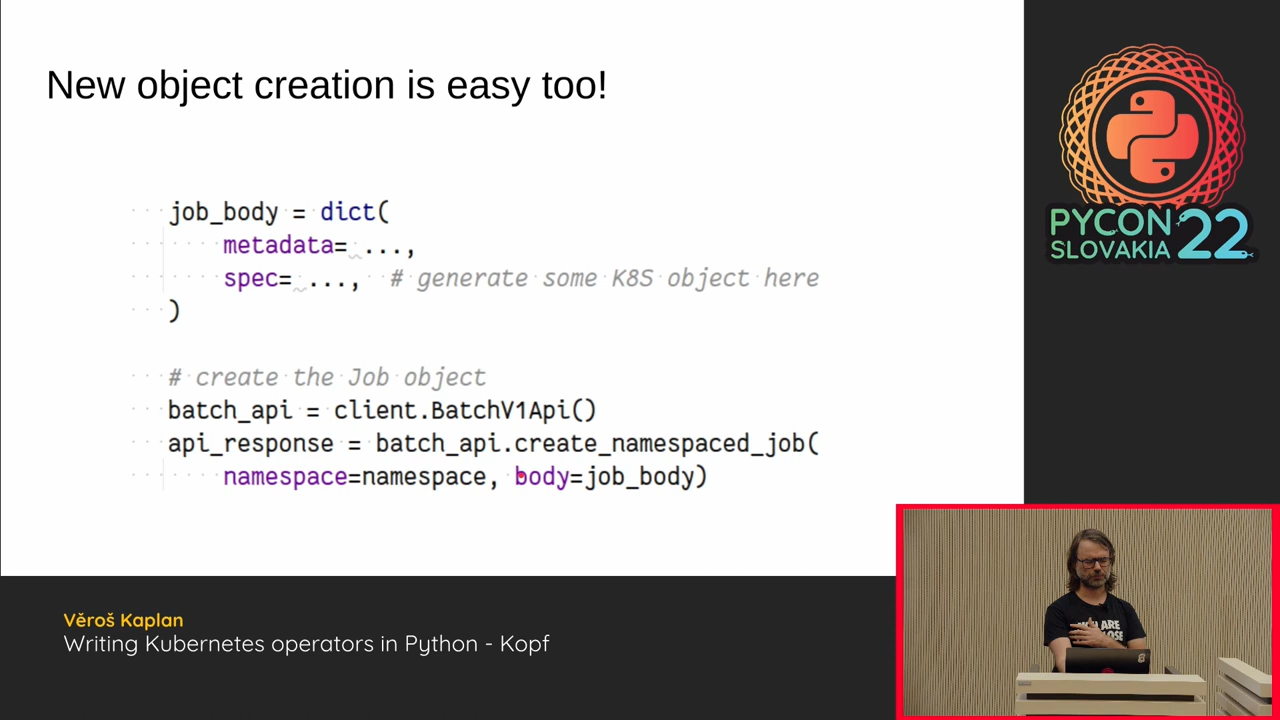 New object creation is easy too!
job_body = dict(
metadata= ...,
spec= ..., # generate some K8S object here
)
# create the Job object
batch_api = client.BatchV1Api()
api_response = batch_api.create_namespaced_job(
namespace=namespace, body=job_body)
PYCON 22
SLOVAKIA
Věroš Kaplan
Writing Kubernetes operators in Python - Kopf
ARE